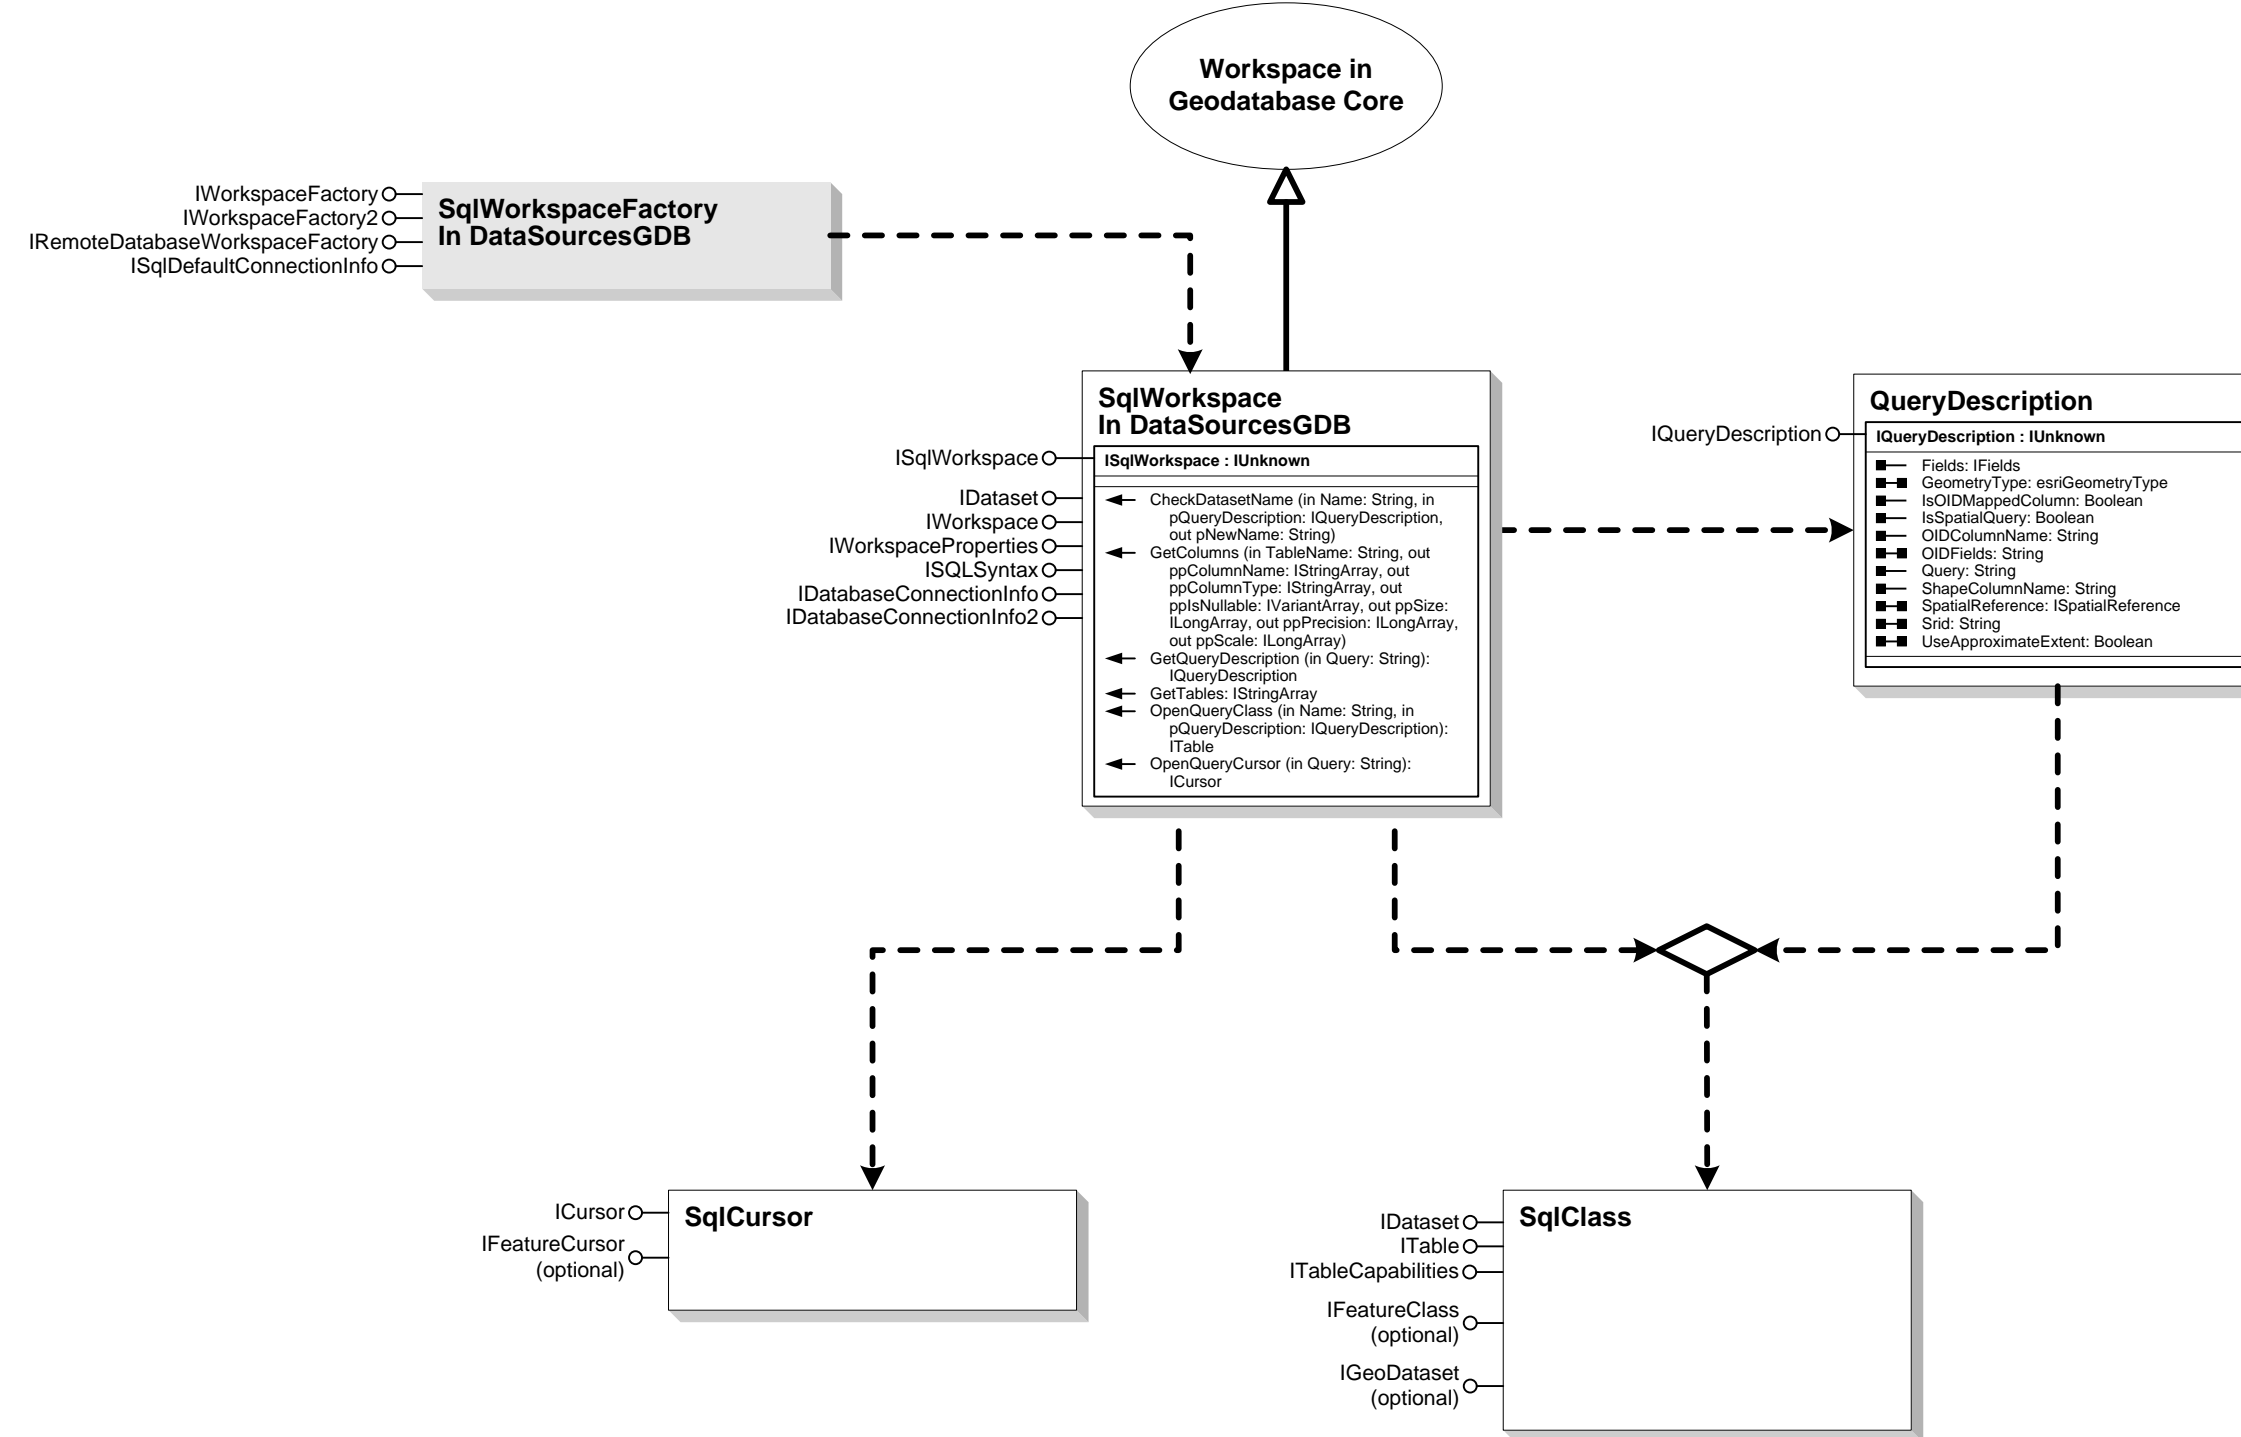 Workspace in
Geodatabase Core
IWorkspaceFactory
IWorkspaceFactory2
IRemoteDatabaseWorkspaceFactory
ISqlDefaultConnectionInfo
SqlWorkspaceFactory
In DataSourcesGDB
SqlWorkspace
In DataSourcesGDB
ISqlWorkspace
IDataset
IWorkspace
IWorkspaceProperties
ISQLSyntax
IDatabaseConnectionInfo
IDatabaseConnectionInfo2
ISqlWorkspace : IUnknown
CheckDatasetName (in Name: String, in
pQueryDescription: IQueryDescription,
out pNewName: String)
GetColumns (in TableName: String, out
ppColumnName: IStringArray, out
ppColumnType: IStringArray, out
ppIsNullable: IVariantArray, out ppSize:
ILongArray, out ppPrecision: ILongArray,
out ppScale: ILongArray)
GetQueryDescription (in Query: String):
IQueryDescription
GetTables: IStringArray
OpenQueryClass (in Name: String, in
pQueryDescription: IQueryDescription):
ITable
OpenQueryCursor (in Query: String):
ICursor
QueryDescription
IQueryDescription
IQueryDescription : IUnknown
Fields: IFields
GeometryType: esriGeometryType
IsOIDMappedColumn: Boolean
IsSpatialQuery: Boolean
OIDColumnName: String
OIDFields: String
Query: String
ShapeColumnName: String
SpatialReference: ISpatialReference
Srid: String
UseApproximateExtent: Boolean
ICursor
IFeatureCursor
(optional)
SqlCursor
IDataset
ITable
ITableCapabilities
IFeatureClass
(optional)
IGeoDataset
(optional)
SqlClass